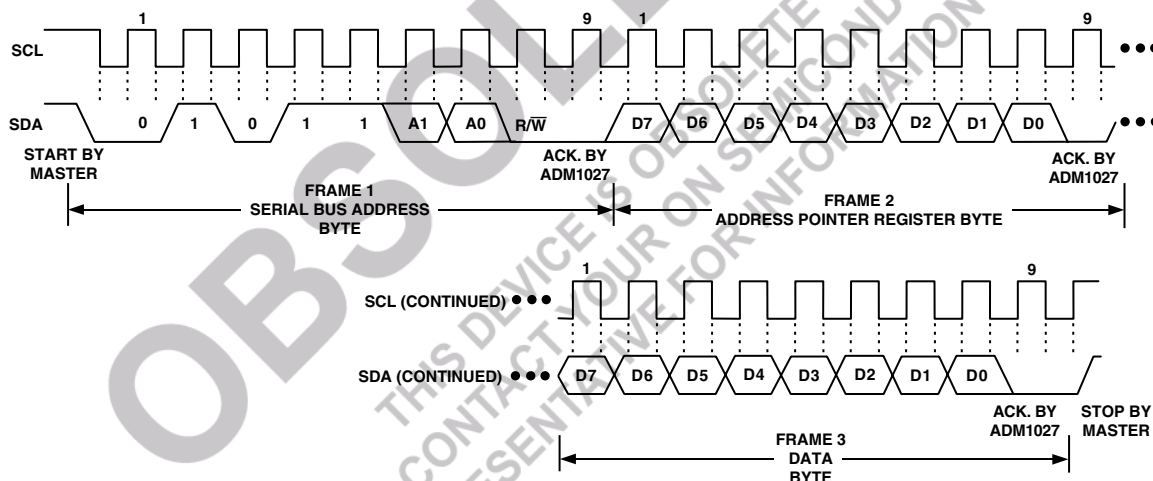 1 9 1 9
SCL
SDA 0 1 0 1 1 A1 A0 R/W̅ D7 D6 D5 D4 D3 D2 D1 D0
START BY
MASTER
ACK. BY
ADM1027
ACK. BY
ADM1027
FRAME 1
SERIAL BUS ADDRESS
BYTE
FRAME 2
ADDRESS POINTER REGISTER BYTE
1 9
SCL (CONTINUED)
SDA (CONTINUED) D7 D6 D5 D4 D3 D2 D1 D0
ACK. BY
ADM1027
STOP BY
MASTER
FRAME 3
DATA
BYTE
OBSOLE
THIS DEVICE IS OBSOLETE
CONTACT YOUR ON SEMICOND
ESENTATIVE FOR INFORMATION